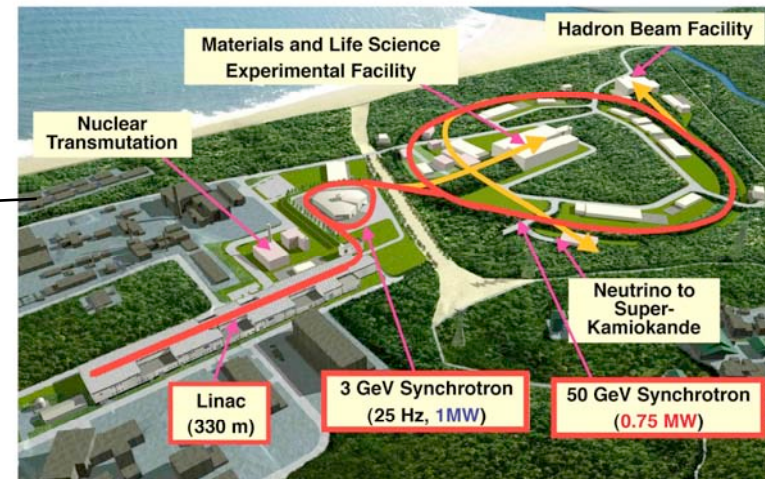 Hadron Beam Facility
Materials and Life Science
Experimental Facility
Nuclear
Transmutation
Neutrino to
Super-
Kamiokande
Linac
(330 m)
3 GeV Synchrotron
(25 Hz, 1MW)
50 GeV Synchrotron
(0.75 MW)